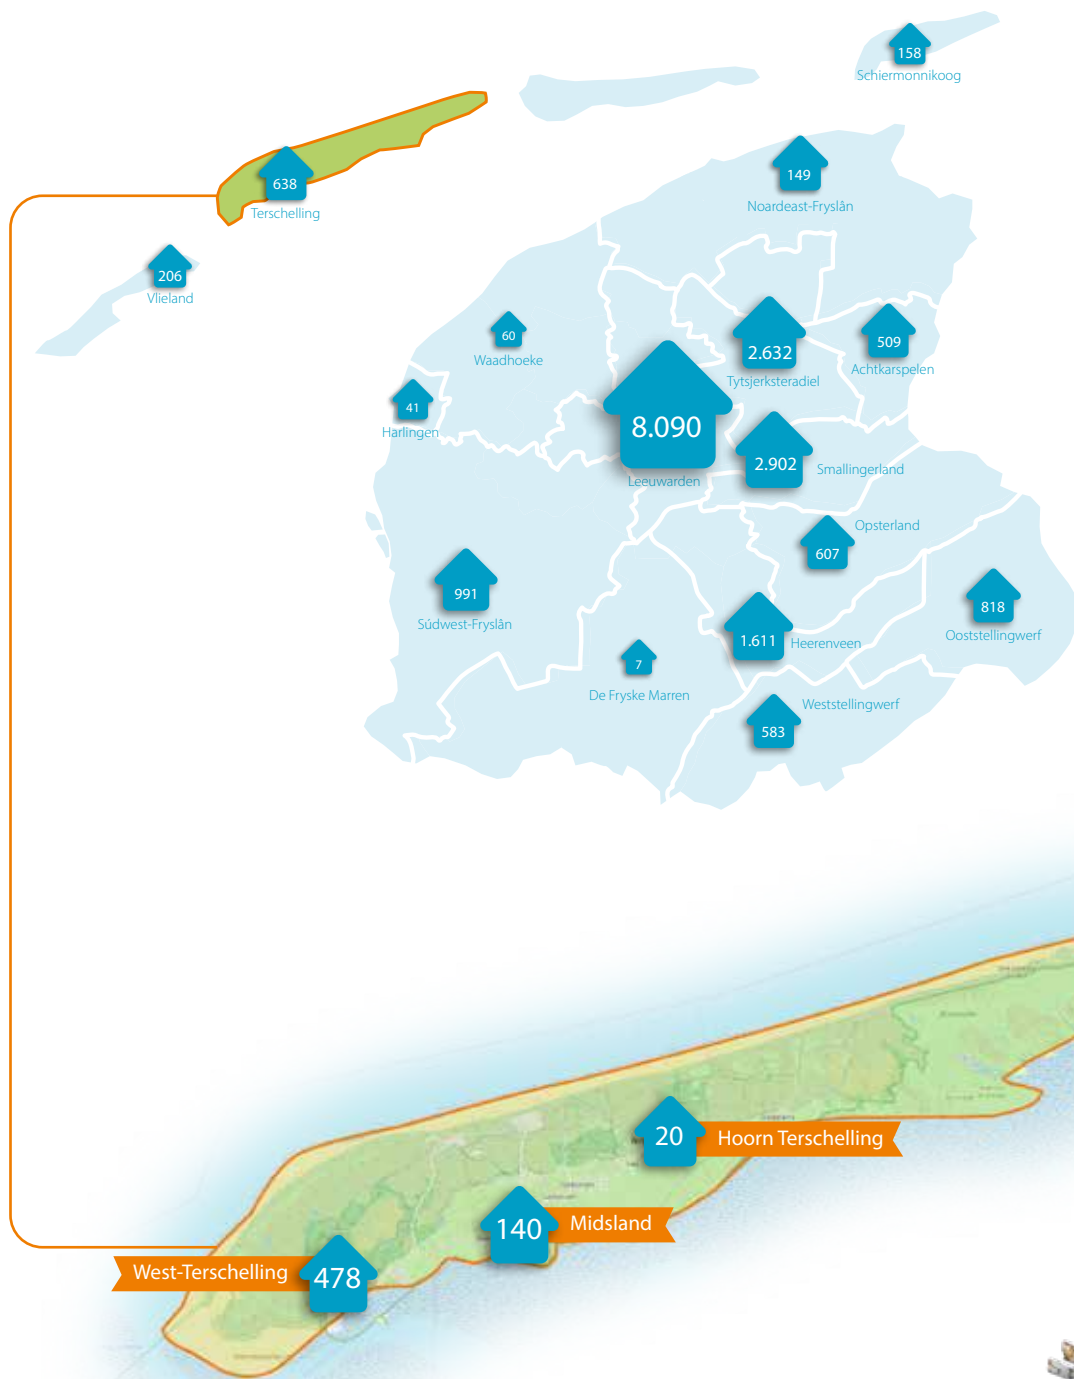 158
Schiermonnikoog
638
Terschelling
149
Noardeast-Fryslân
206
Vlieland
60
Waadhoeke
2.632
Tytsjerksteradiel
509
Achtkarspelen
41
Harlingen
8.090
Leeuwarden
2.902
Smallingerland
Opsterland
607
991
Súdwest-Fryslân
818
Ooststellingwerf
1.611
Heerenveen
7
De Fryske Marren
Weststellingwerf
583
20
Hoorn Terschelling
140
Midsland
West-Terschelling
478